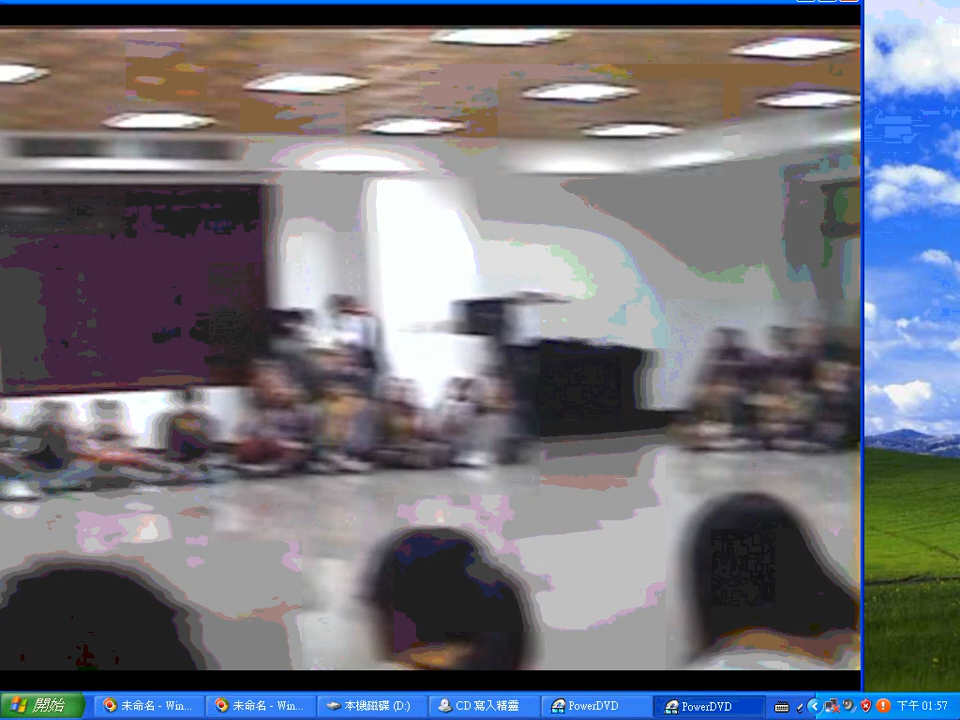 開始
未命名 - Win...
未命名 - Win...
本機磁碟 (D:)
CD 寫入精靈
PowerDVD
PowerDVD
下午 01:57